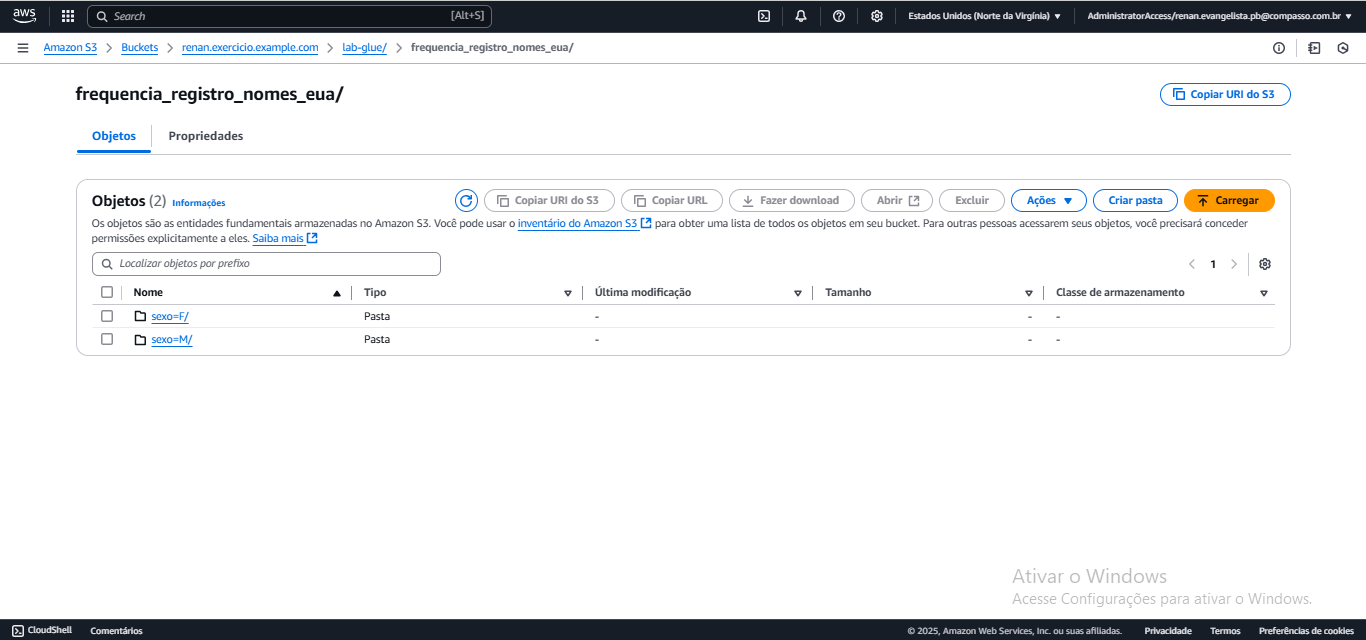 aws Search [Alt+S] Estados Unidos (Norte da Virgínia) AdministratorAccess/renan.evangelista.pb@compasso.com.br
Amazon S3 Buckets renan.exercicio.example.com lab-glue/ frequencia_registro_nomes_eua/
frequencia_registro_nomes_eua/
Copiar URI do S3
Objetos Propriedades
Objetos (2) Informações
Copiar URI do S3 Copiar URL Fazer download Abrir Excluir Ações Criar pasta Carregar
Os objetos são as entidades fundamentais armazenadas no Amazon S3. Você pode usar o inventário do Amazon S3 para obter uma lista de todos os objetos em seu bucket. Para outras pessoas acessarem seus objetos, você precisará conceder
permissões explicitamente a eles. Saiba mais
Localizar objetos por prefixo
1
Nome Tipo Última modificação Tamanho Classe de armazenamento
sexo=F/ Pasta - - -
sexo=M/ Pasta - - -
Ativar o Windows
Acesse Configurações para ativar o Windows.
CloudShell Comentários © 2025, Amazon Web Services, Inc. ou suas afiliadas. Privacidade Termos Preferências de cookies